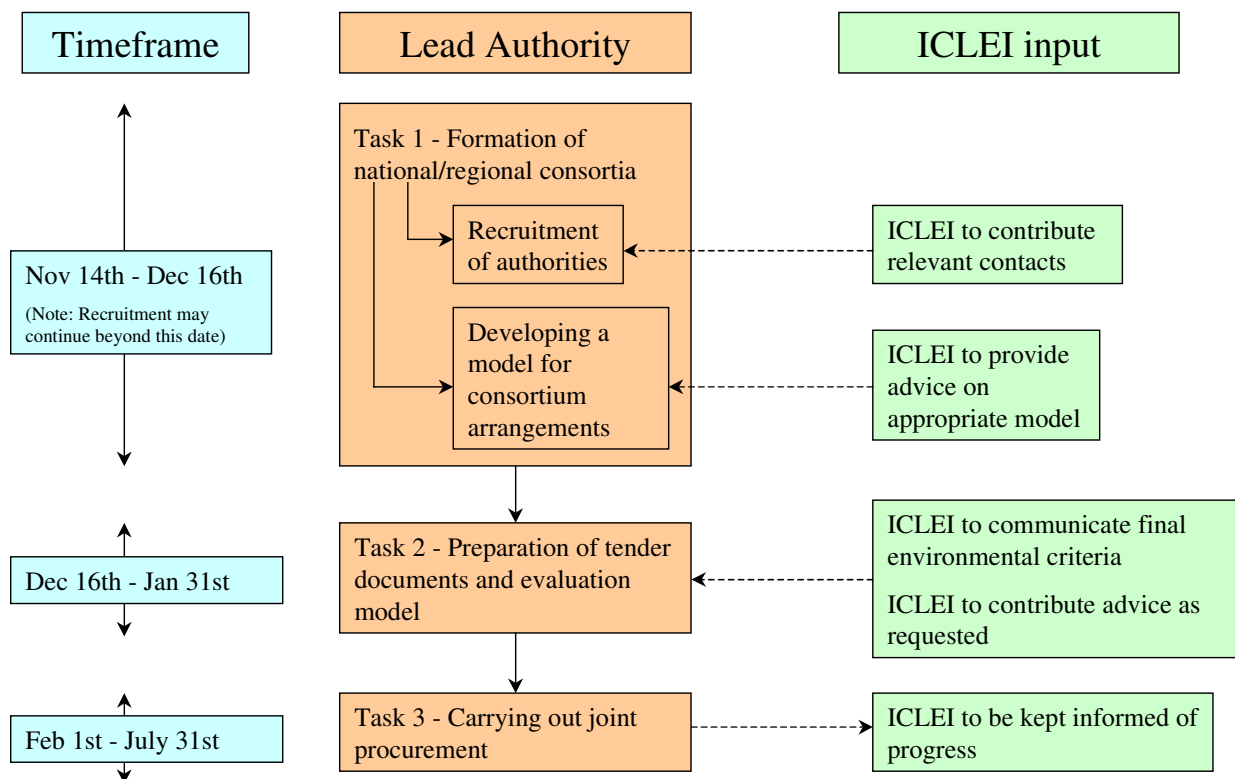 Timeframe
Lead Authority
ICLEI input
Task 1 - Formation of
national/regional consortia
Recruitment
of authorities
ICLEI to contribute
relevant contacts
Nov 14th - Dec 16th
(Note: Recruitment may
continue beyond this date)
Developing a
model for
consortium
arrangements
ICLEI to provide
advice on
appropriate model
Dec 16th - Jan 31st
Task 2 - Preparation of tender
documents and evaluation
model
ICLEI to communicate final
environmental criteria
ICLEI to contribute advice as
requested
Feb 1st - July 31st
Task 3 - Carrying out joint
procurement
ICLEI to be kept informed of
progress